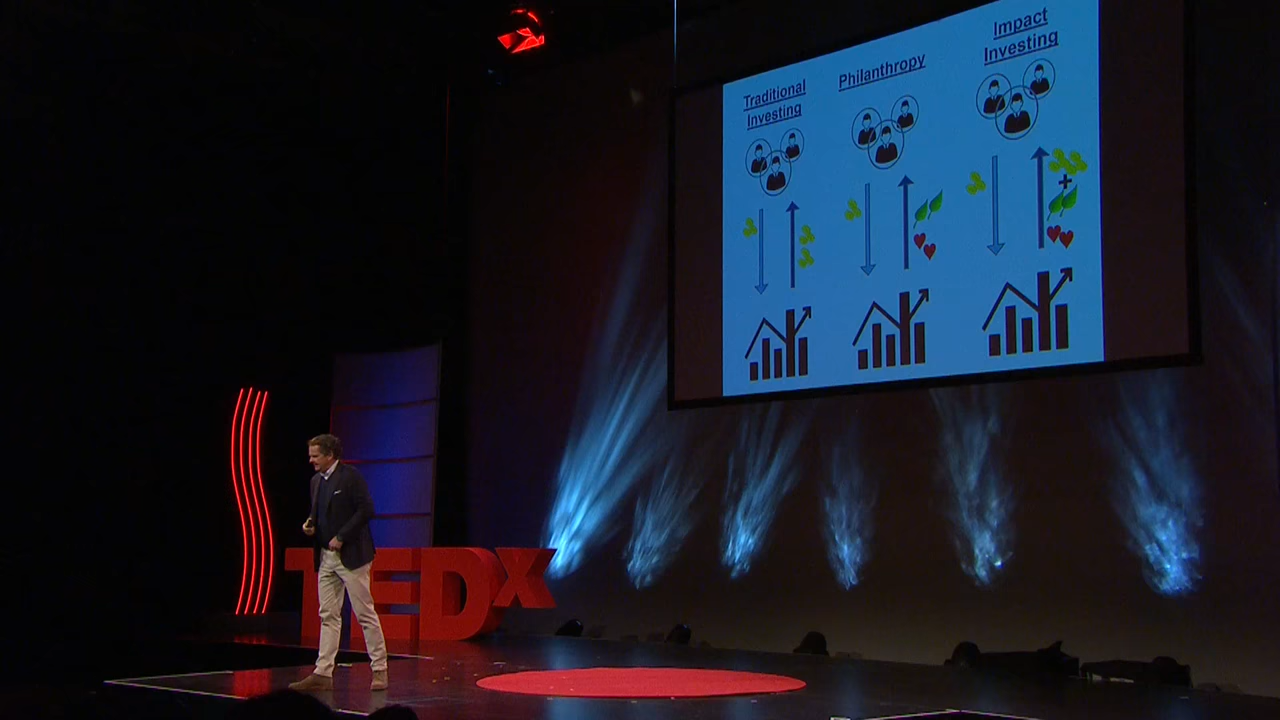 Traditional
Investing
Philanthropy
Impact
Investing
+
TEDx